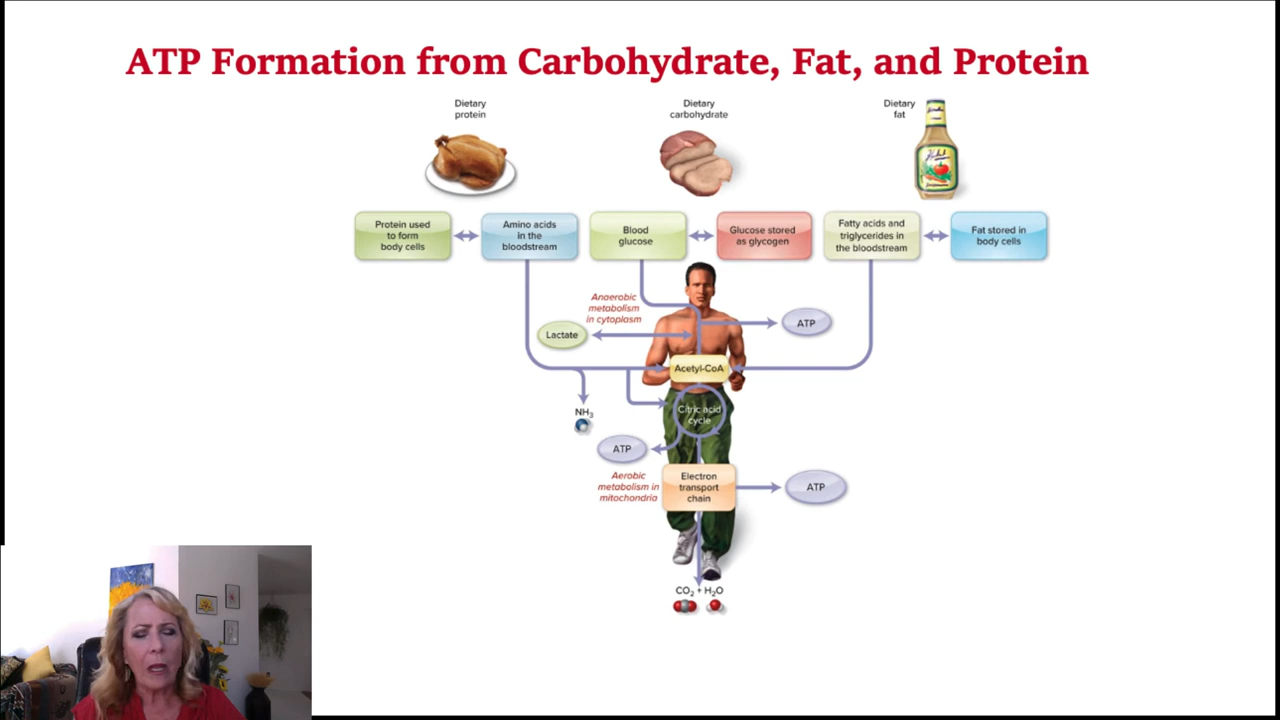 ATP Formation from Carbohydrate, Fat, and Protein
Dietary
protein
Dietary
carbohydrate
Dietary
fat
Protein used
to form
body cells
Amino acids
in the
bloodstream
Blood
glucose
Glucose stored
as glycogen
Fatty acids and
triglycerides in
the bloodstream
Fat stored in
body cells
Anaerobic
metabolism
in cytoplasm
Lactate
ATP
Acetyl-CoA
NH₃
Citric acid
cycle
ATP
Aerobic
metabolism in
mitochondria
Electron
transport
chain
ATP
CO₂ + H₂O